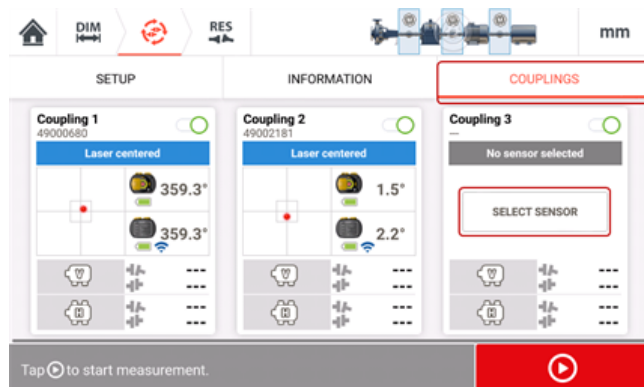 DIM
RES
mm
SETUP
INFORMATION
COUPLINGS
Coupling 1
49000680
Laser centered
359.3°
359.3°
V
---
---
H
---
---
Coupling 2
49002181
Laser centered
1.5°
2.2°
V
---
---
H
---
---
Coupling 3
---
No sensor selected
SELECT SENSOR
V
---
---
H
---
---
Tap to start measurement.